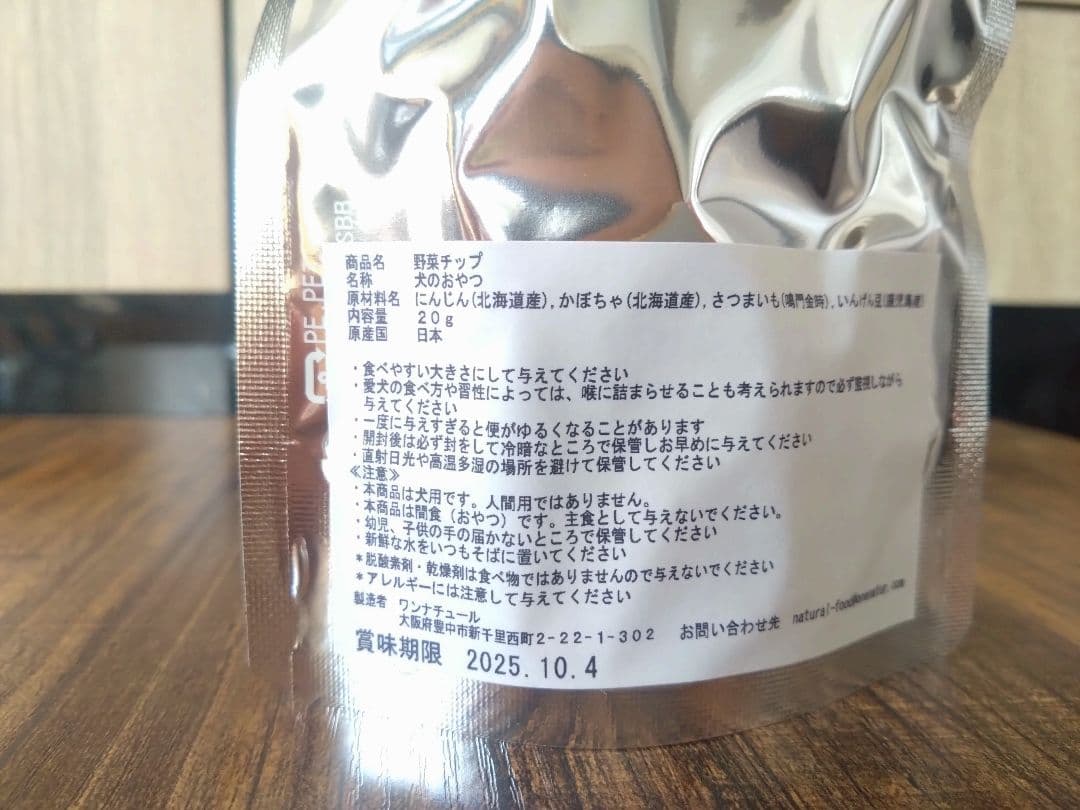 商品名 野菜チップ
名称 犬のおやつ
原材料名 にんじん(北海道産),かぼちゃ(北海道産),さつまいも(鳴門金時),いんげん豆(鹿児島産)
内容量 20g
原産国 日本
・食べやすい大きさにして与えてください
・愛犬の食べ方や習性によっては、喉に詰まらせることも考えられますので必ず監視しながら
与えてください
・一度に与えすぎると便がゆるくなることがあります
・開封後は必ず封をして冷暗なところで保管しお早めに与えてください
・直射日光や高温多湿の場所を避けて保管してください
≪注意≫
・本商品は犬用です。人間用ではありません。
・本商品は間食(おやつ)です。主食として与えないでください。
・幼児、子供の手の届かないところで保管してください
・新鮮な水をいつもそばに置いてください
*脱酸素剤・乾燥剤は食べ物ではありませんので与えないでください
*アレルギーには注意して与えてください
製造者 ワンナチュール
大阪府豊中市新千里西町2-22-1-302 お問い合わせ先 natural-food@onenatur.com
賞味期限 2025.10.4
PE,PE